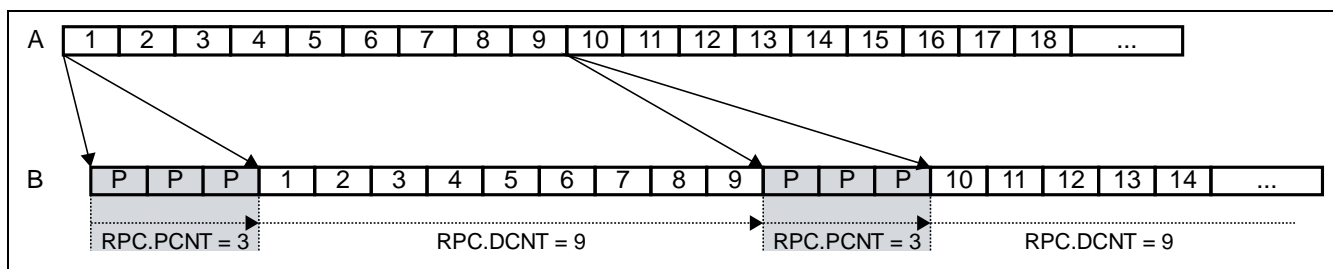 A 1 2 3 4 5 6 7 8 9 10 11 12 13 14 15 16 17 18 ...
B P P P 1 2 3 4 5 6 7 8 9 P P P 10 11 12 13 14 ...
RPC.PCNT = 3 RPC.DCNT = 9 RPC.PCNT = 3 RPC.DCNT = 9